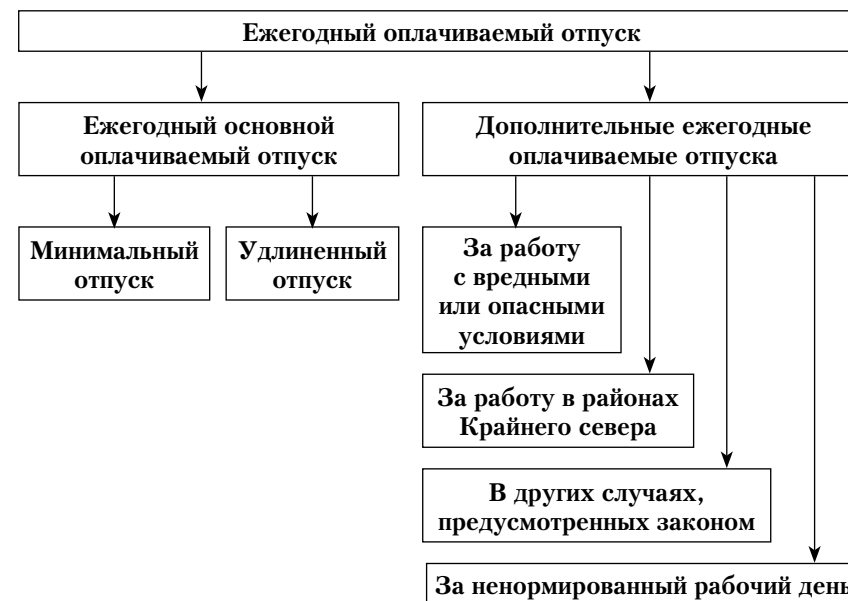 Ежегодный оплачиваемый отпуск
Ежегодный основной
оплачиваемый отпуск
Дополнительные ежегодные
оплачиваемые отпуска
Минимальный
отпуск
Удлиненный
отпуск
За работу
с вредными
или опасными
условиями
За работу в районах
Крайнего севера
В других случаях,
предусмотренных законом
За ненормированный рабочий день